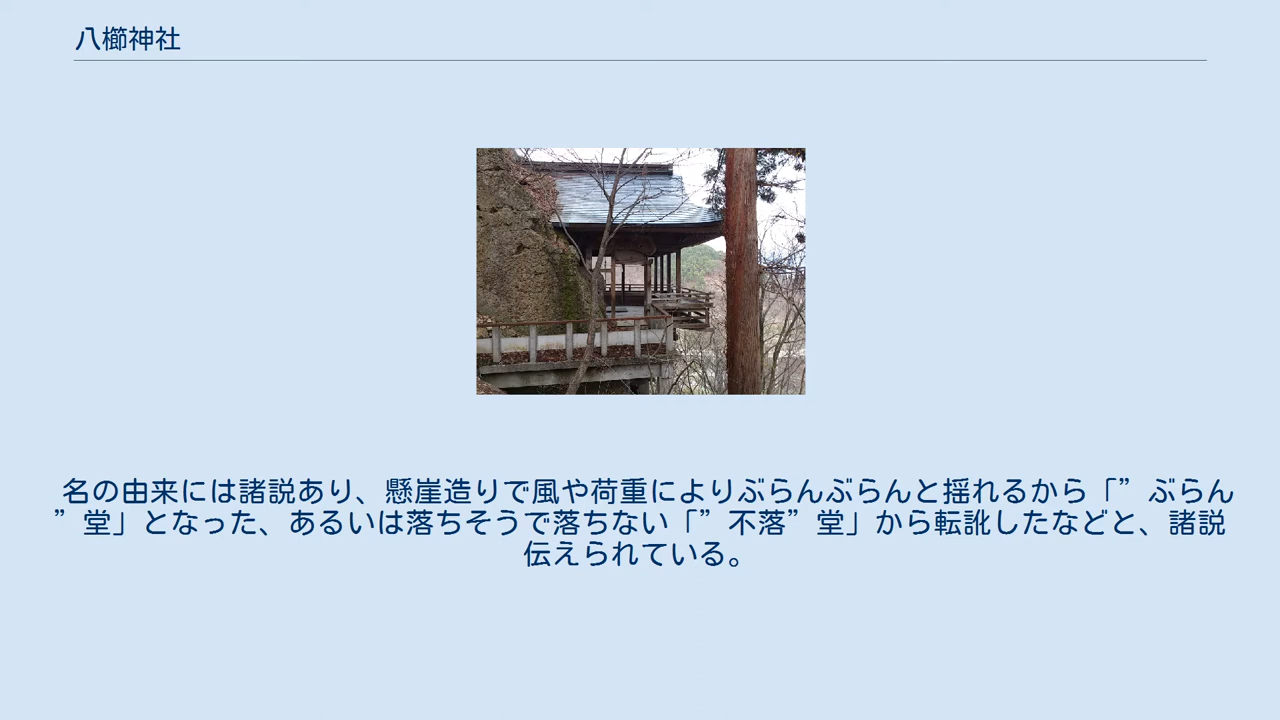 八櫛神社
名の由来には諸説あり、懸崖造りで風や荷重によりぶらんぶらんと揺れるから「”ぶらん
”堂」となった、あるいは落ちそうで落ちない「”不落”堂」から転訛したなどと、諸説
伝えられている。